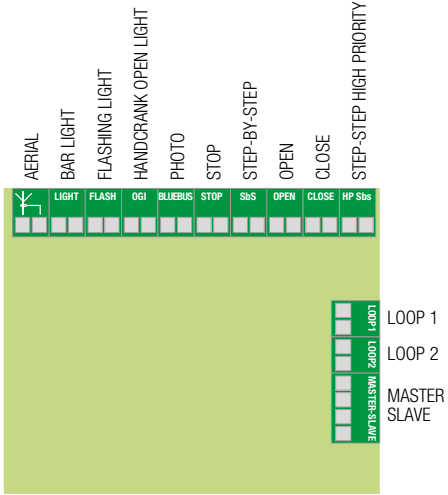 AERIAL
BAR LIGHT
FLASHING LIGHT
HANDCRANK OPEN LIGHT
PHOTO
STOP
STEP-BY-STEP
OPEN
CLOSE
STEP-STEP HIGH PRIORITY
LIGHT
FLASH
OGI
BLUEBUS
STOP
SbS
OPEN
CLOSE
HP Sbs
LOOP1
LOOP 1
LOOP2
LOOP 2
MASTER-SLAVE
MASTER
SLAVE